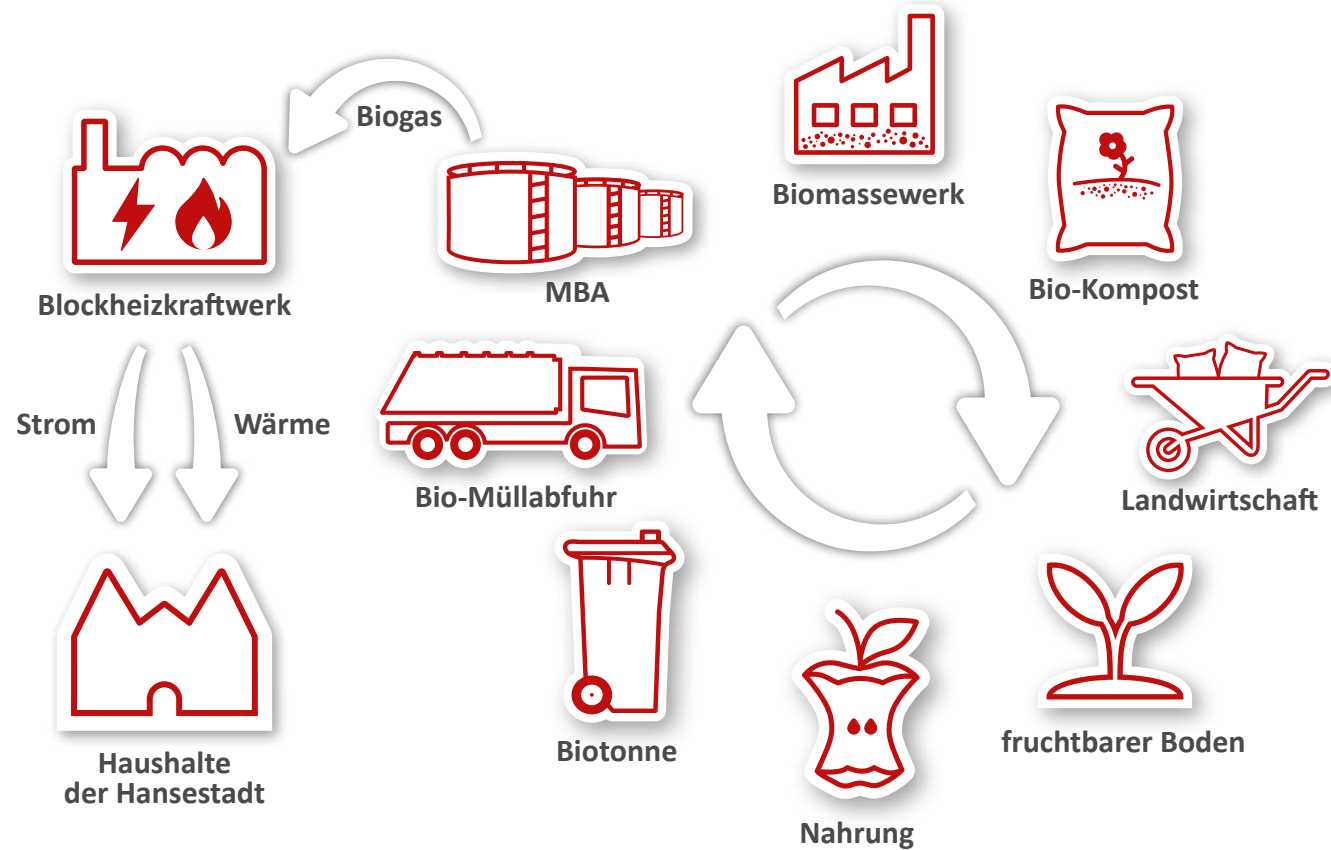 Biogas
Biomassewerk
Blockheizkraftwerk
MBA
Bio-Kompost
Strom
Wärme
Bio-Müllabfuhr
Landwirtschaft
Biotonne
fruchtbarer Boden
Haushalte
der Hansestadt
Nahrung